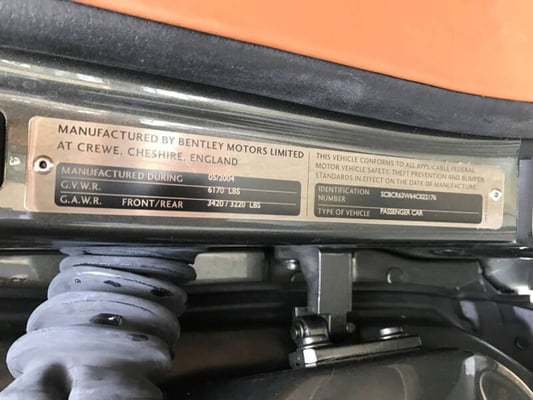 MANUFACTURED BY BENTLEY MOTORS LIMITED
AT CREWE, CHESHIRE, ENGLAND
MANUFACTURED DURING 05/2004
G.V.W.R. 6170 LBS
G.A.W.R. FRONT/REAR 3420 / 3220 LBS
THIS VEHICLE CONFORMS TO ALL APPLICABLE FEDERAL
MOTOR VEHICLE SAFETY, THEFT PREVENTION AND BUMPER
STANDARDS IN EFFECT ON THE DATE OF MANUFACTURE
IDENTIFICATION
NUMBER SCBCR63W64C022176
TYPE OF VEHICLE PASSENGER CAR